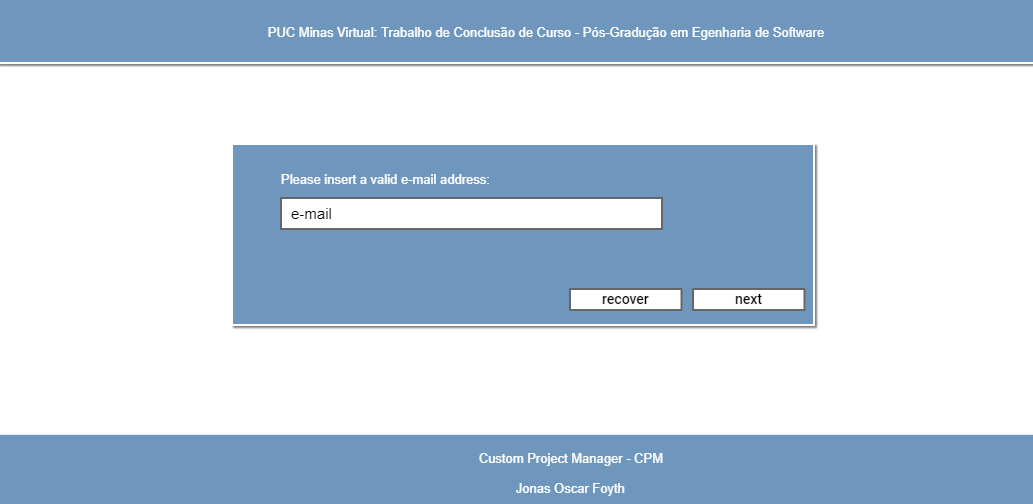 PUC Minas Virtual: Trabalho de Conclusão de Curso - Pós-Gradução em Egenharia de Software
Please insert a valid e-mail address:
e-mail
recover next
Custom Project Manager - CPM
Jonas Oscar Foyth